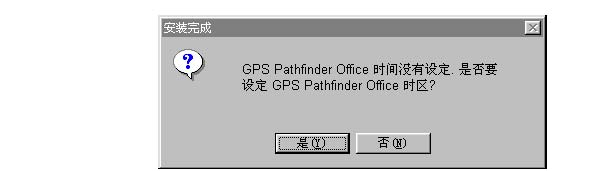 安装完成
GPS Pathfinder Office 时间没有设定. 是否要
设定 GPS Pathfinder Office 时区?
是(Y) 否(N)